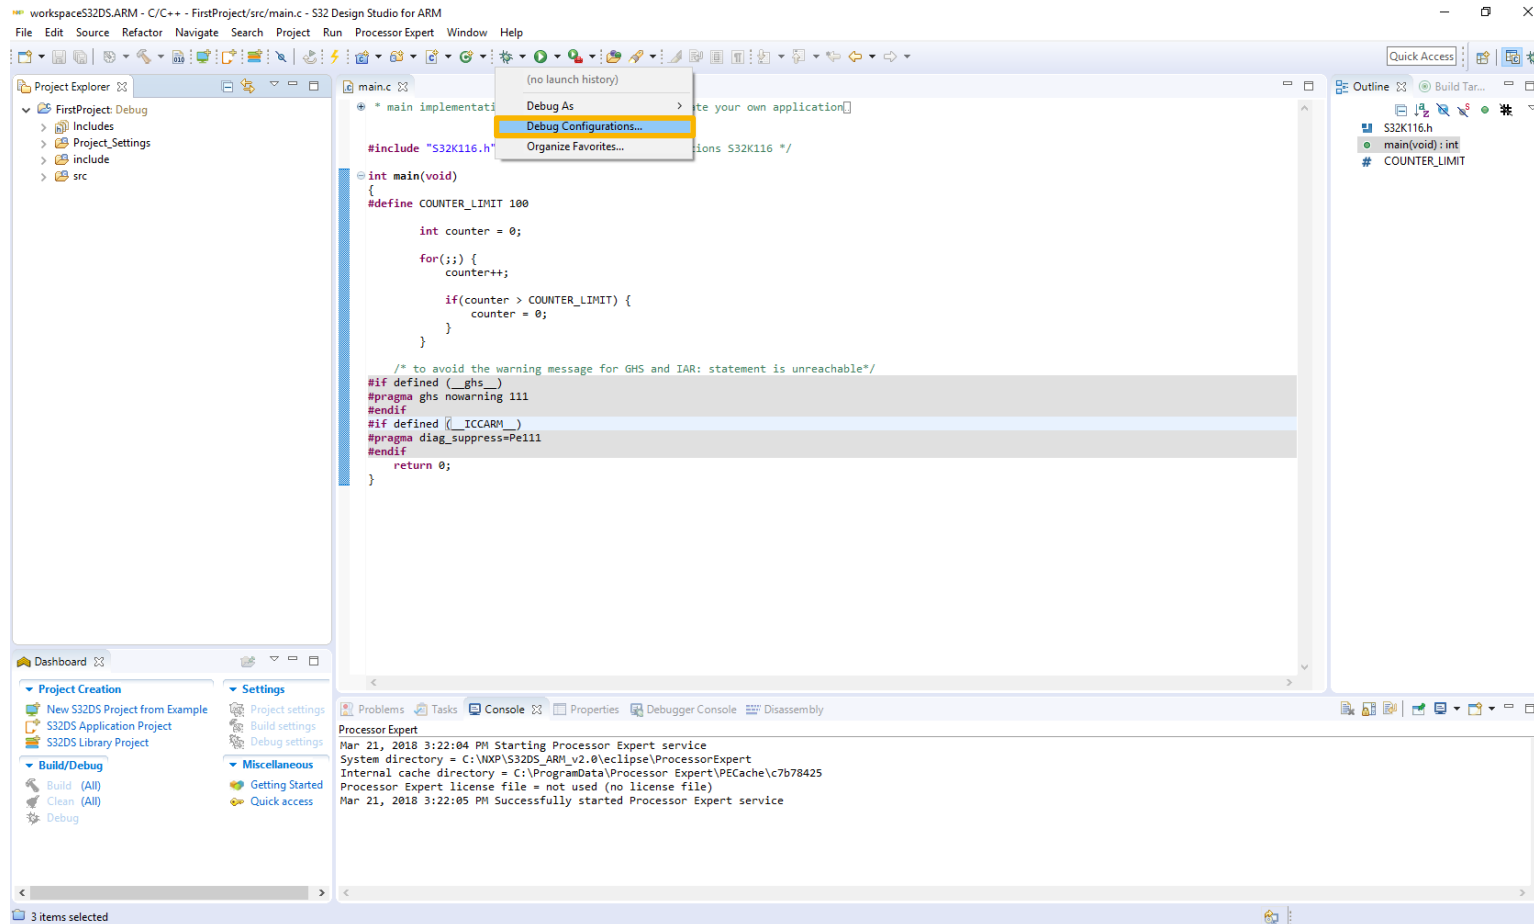 workspaceS32DS.ARM - C/C++ - FirstProject/src/main.c - S32 Design Studio for ARM
File Edit Source Refactor Navigate Search Project Run Processor Expert Window Help
Quick Access
Project Explorer
FirstProject: Debug
Includes
Project_Settings
include
src
main.c
(no launch history)
Debug As
Debug Configurations...
Organize Favorites...
* main implementati
te your own application
#include "S32K116.h"
ions S32K116 */
int main(void)
{
#define COUNTER_LIMIT 100
int counter = 0;
for(;;) {
counter++;
if(counter > COUNTER_LIMIT) {
counter = 0;
}
}
/* to avoid the warning message for GHS and IAR: statement is unreachable*/
#if defined (__ghs__)
#pragma ghs nowarning 111
#endif
#if defined (__ICCARM__)
#pragma diag_suppress=Pe111
#endif
return 0;
}
Outline
Build Tar...
S32K116.h
main(void) : int
COUNTER_LIMIT
Dashboard
Project Creation
New S32DS Project from Example
S32DS Application Project
S32DS Library Project
Build/Debug
Build (All)
Clean (All)
Debug
Settings
Project settings
Build settings
Debug settings
Miscellaneous
Getting Started
Quick access
Problems Tasks Console Properties Debugger Console Disassembly
Processor Expert
Mar 21, 2018 3:22:04 PM Starting Processor Expert service
System directory = C:\NXP\S32DS_ARM_v2.0\eclipse\ProcessorExpert
Internal cache directory = C:\ProgramData\Processor Expert\PECache\c7b78425
Processor Expert license file = not used (no license file)
Mar 21, 2018 3:22:05 PM Successfully started Processor Expert service
3 items selected